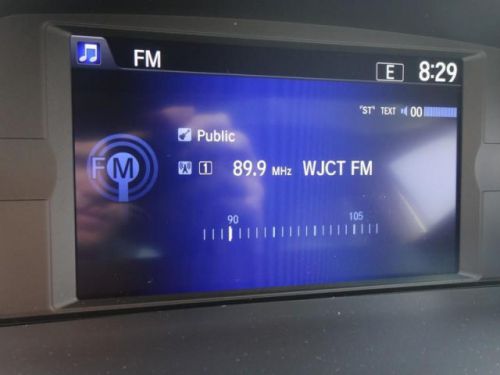 FM
E 8:29
"ST" TEXT 00
FM Public
1 89.9 MHz WJCT FM
90 105